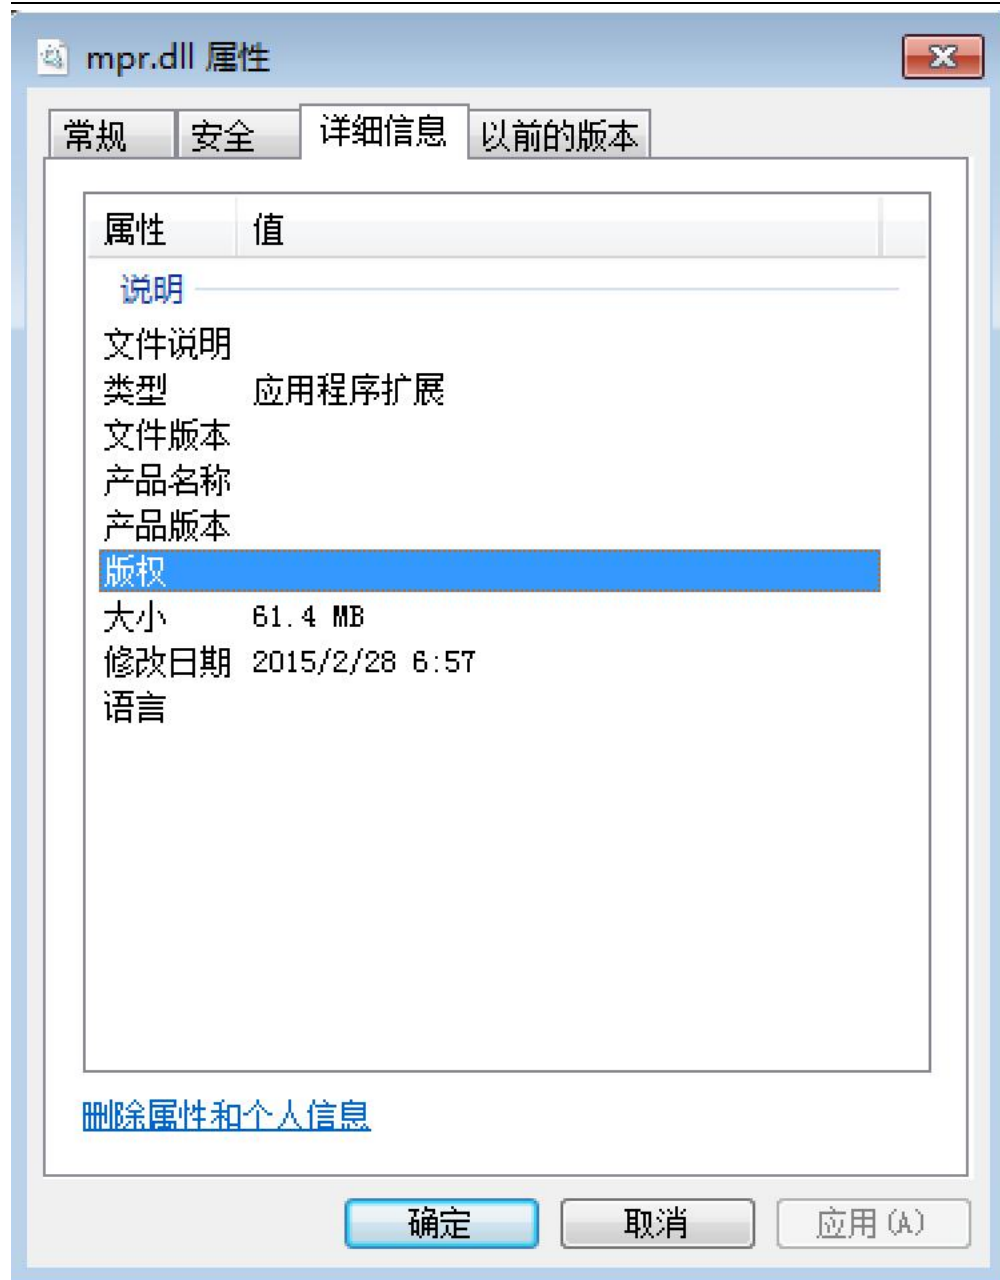 mpr.dll 属性
常规 安全 详细信息 以前的版本
属性 值
说明
文件说明
类型 应用程序扩展
文件版本
产品名称
产品版本
版权
大小 61.4 MB
修改日期 2015/2/28 6:57
语言
删除属性和个人信息
确定 取消 应用(A)